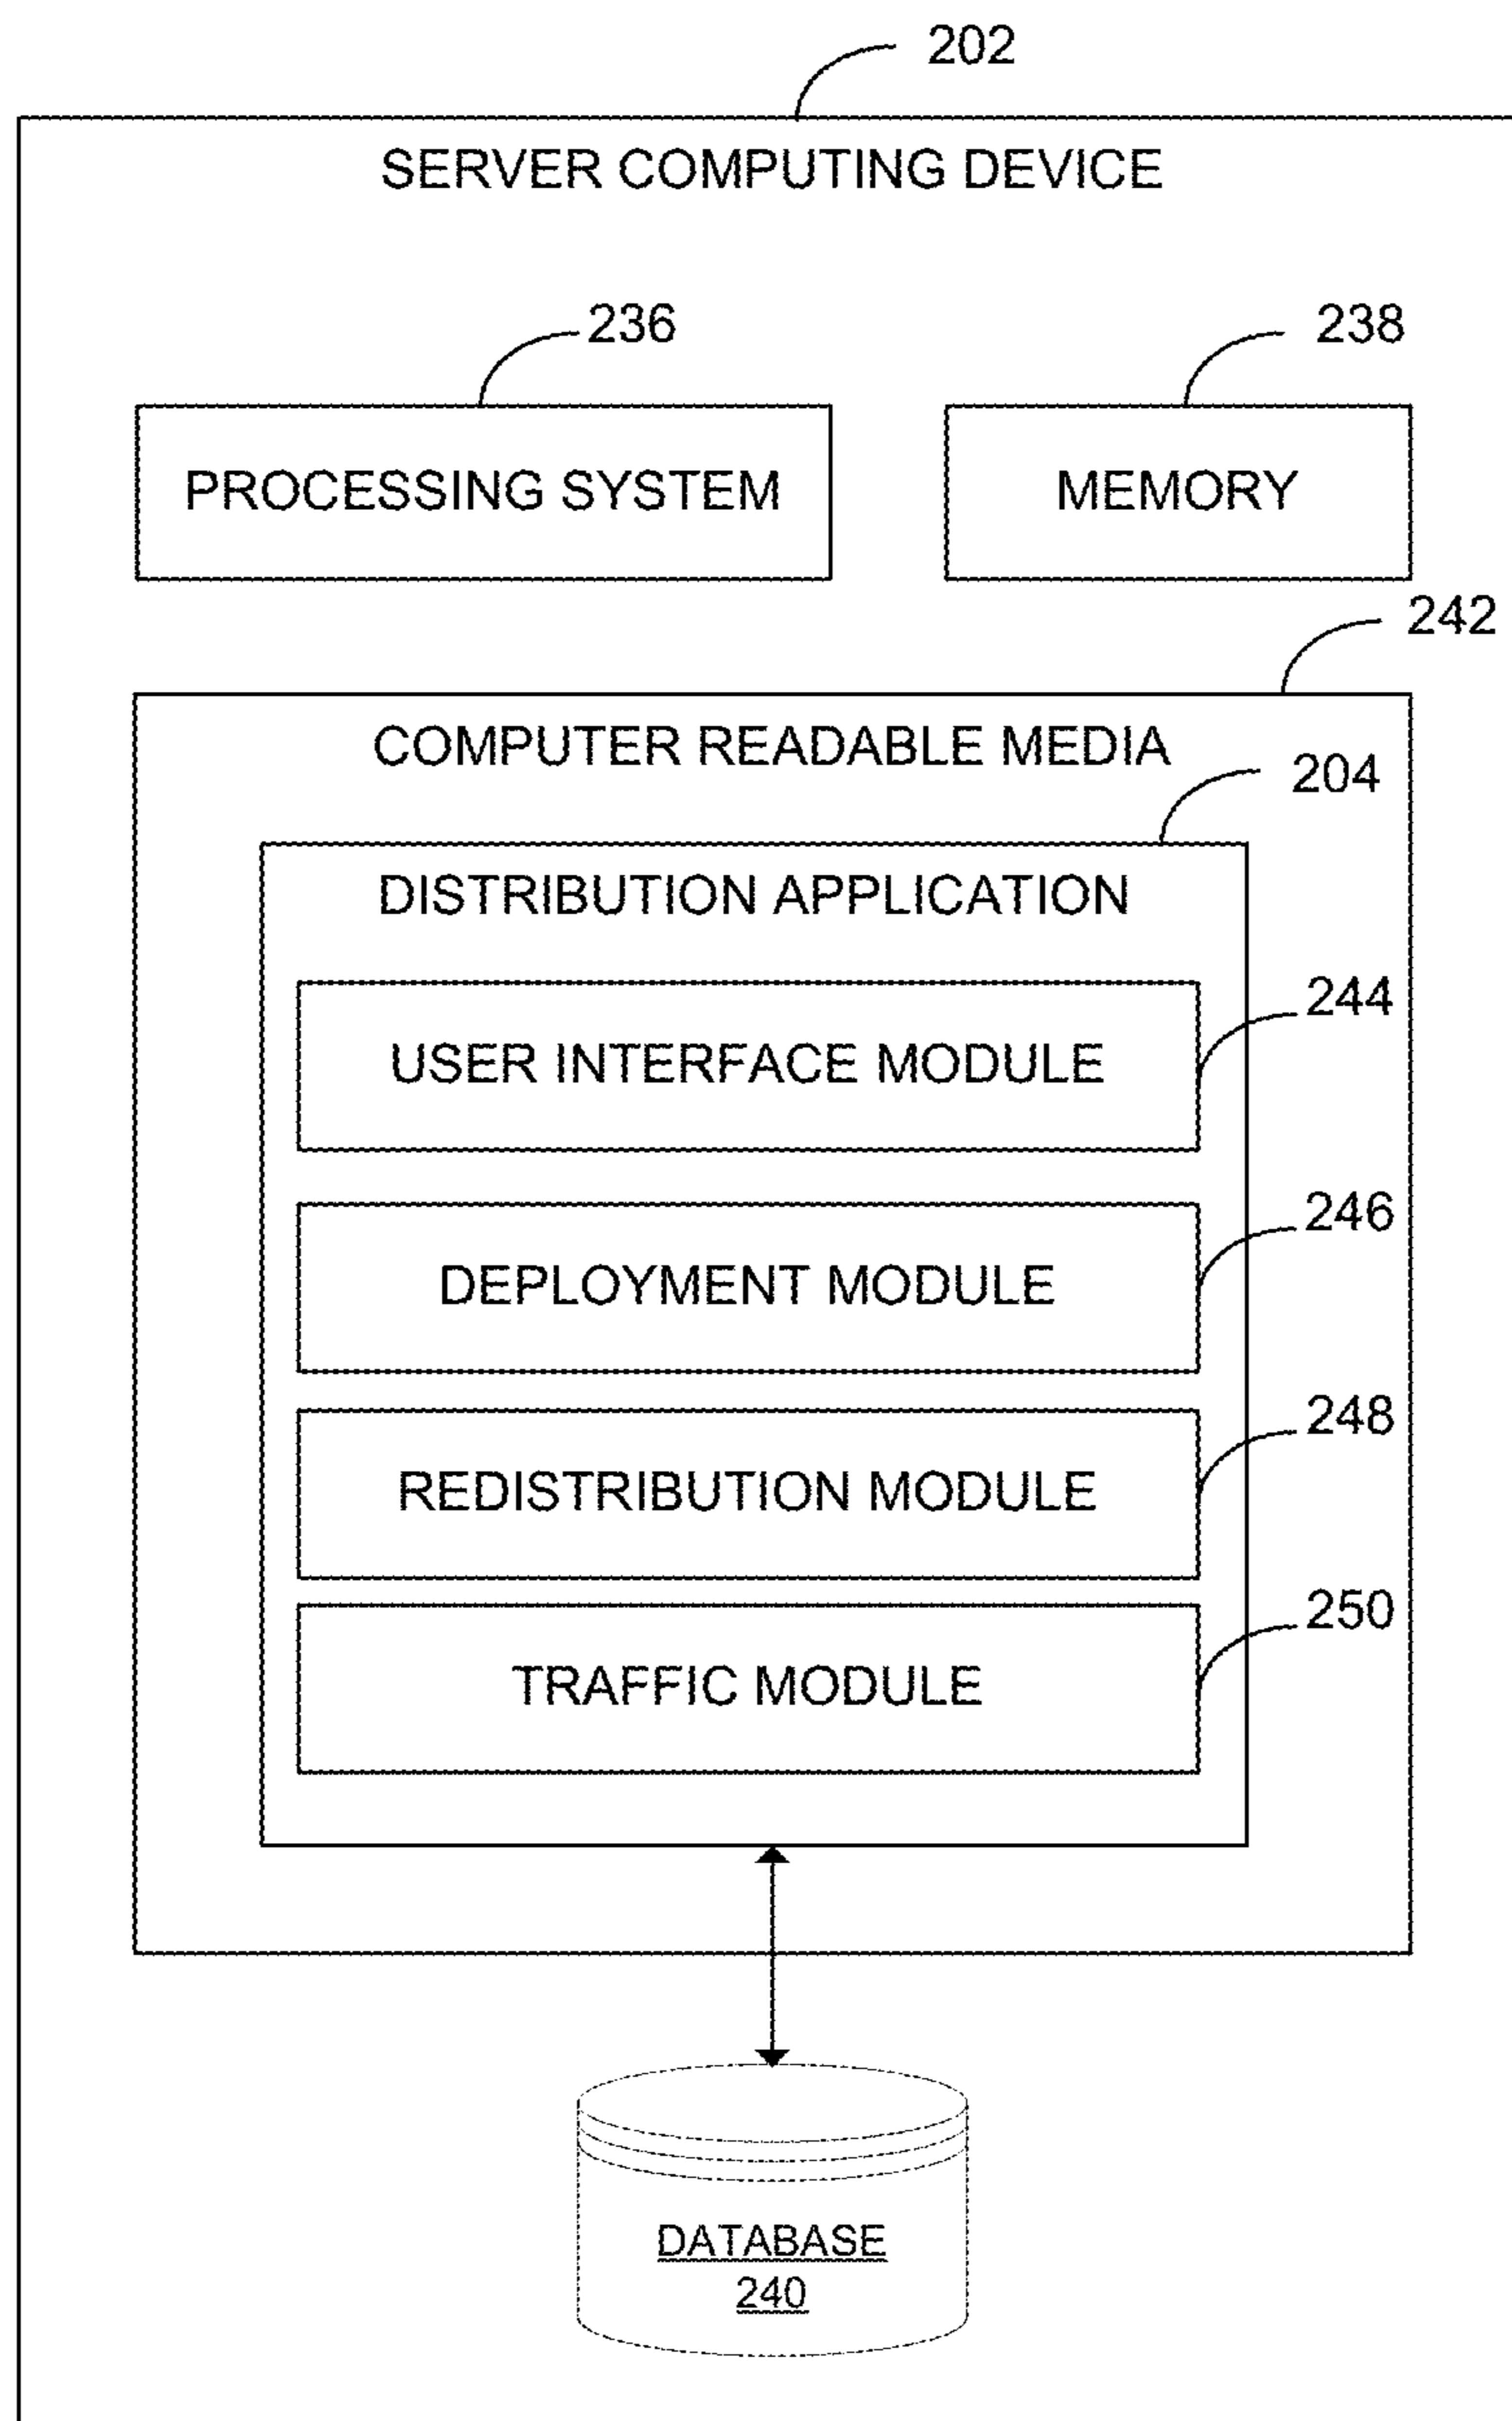 202
SERVER COMPUTING DEVICE
236
238
PROCESSING SYSTEM
MEMORY
242
COMPUTER READABLE MEDIA
204
DISTRIBUTION APPLICATION
244
USER INTERFACE MODULE
246
DEPLOYMENT MODULE
248
REDISTRIBUTION MODULE
250
TRAFFIC MODULE
DATABASE
240